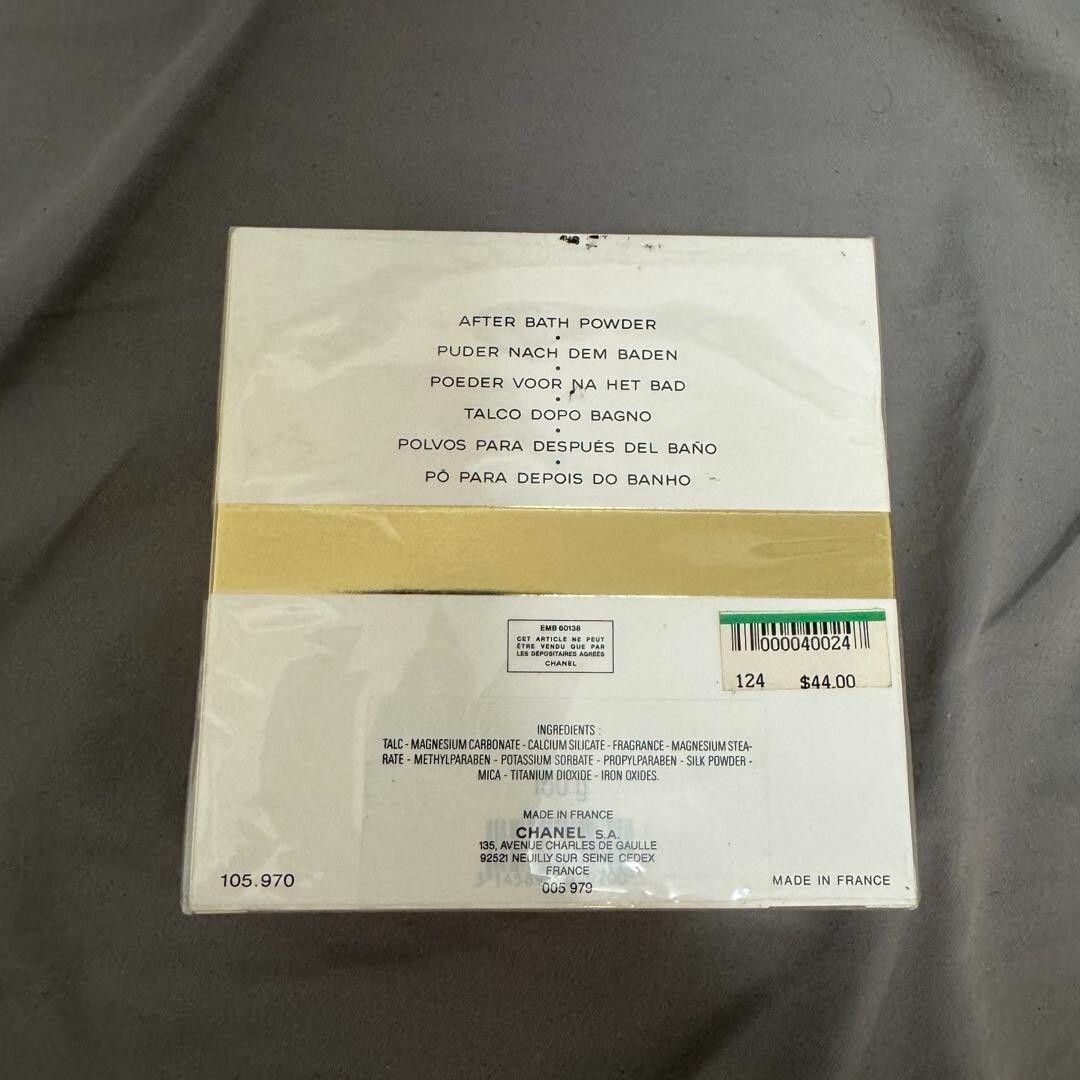 AFTER BATH POWDER
•
PUDER NACH DEM BADEN
•
POEDER VOOR NA HET BAD
•
TALCO DOPO BAGNO
•
POLVOS PARA DESPUÉS DEL BAÑO
•
PÓ PARA DEPOIS DO BANHO
EMB 60138
CET ARTICLE NE PEUT
ÊTRE VENDU QUE PAR
LES DÉPOSITAIRES AGRÉÉS
CHANEL
000040024
124 $44.00
INGREDIENTS :
TALC - MAGNESIUM CARBONATE - CALCIUM SILICATE - FRAGRANCE - MAGNESIUM STEA-
RATE - METHYLPARABEN - POTASSIUM SORBATE - PROPYLPARABEN - SILK POWDER -
MICA - TITANIUM DIOXIDE - IRON OXIDES.
MADE IN FRANCE
CHANEL S.A.
135, AVENUE CHARLES DE GAULLE
92521 NEUILLY SUR SEINE CEDEX
FRANCE
005 979
105.970
MADE IN FRANCE